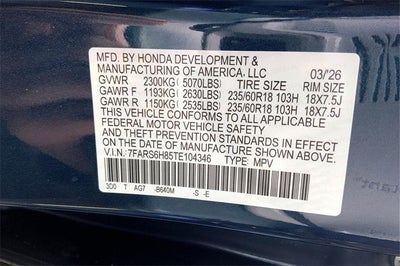 MFD. BY HONDA DEVELOPMENT &
MANUFACTURING OF AMERICA, LLC 03/26
GVWR 2300KG (5070LBS) TIRE SIZE RIM SIZE
GAWR F 1193KG (2630LBS) 235/60R18 103H 18X7.5J
GAWR R 1150KG (2535LBS) 235/60R18 103H 18X7.5J
THIS VEHICLE CONFORMS TO ALL APPLICABLE
FEDERAL MOTOR VEHICLE SAFETY, BUMPER,
AND THEFT PREVENTION STANDARDS IN EFFECT
ON THE DATE OF MANUFACTURE SHOWN ABOVE.
V.I.N.: 7FARS6H85TE104346 TYPE: MPV
3D0 T AG7 -B640M -S -E